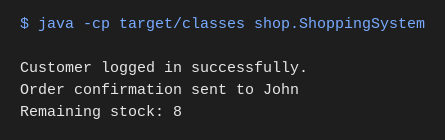 $ java -cp target/classes shop.ShoppingSystem
Customer logged in successfully.
Order confirmation sent to John
Remaining stock: 8